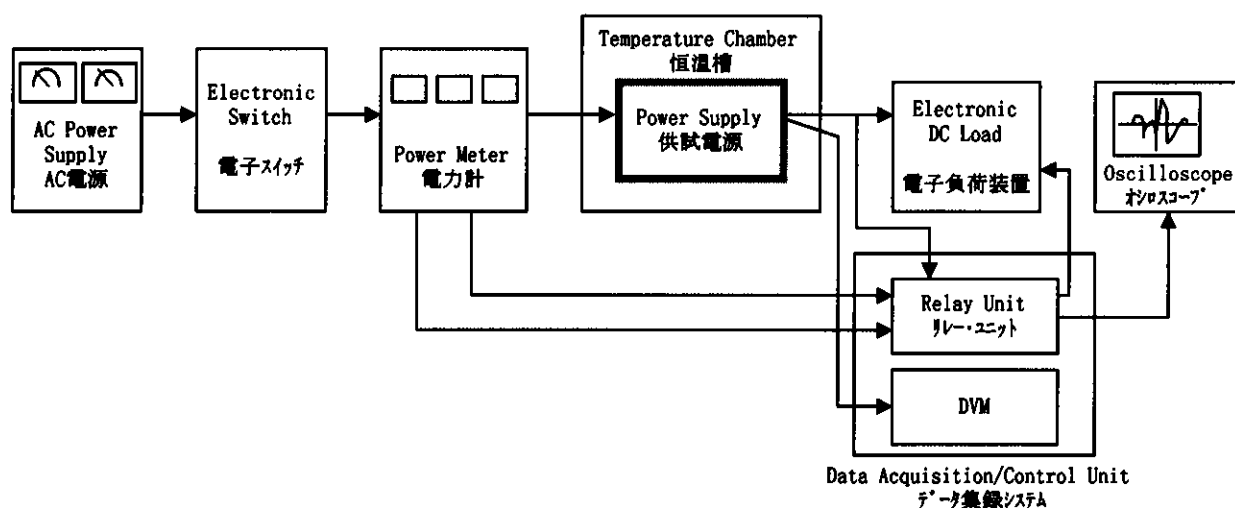 AC Power
Supply
AC電源
Electronic
Switch
電子スイッチ
Power Meter
電力計
Temperature Chamber
恒温槽
Power Supply
供試電源
Electronic
DC Load
電子負荷装置
Oscilloscope
オシロスコープ
Relay Unit
リレー・ユニット
DVM
Data Acquisition/Control Unit
データ集録システム